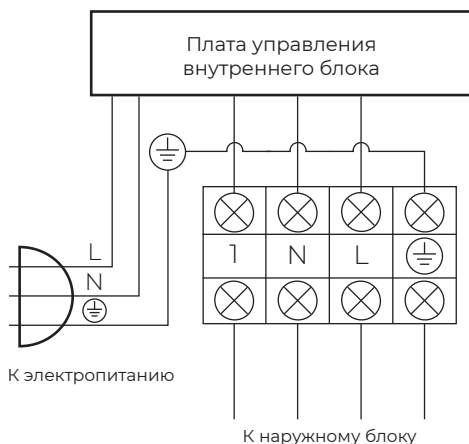 Плата управления
внутреннего блока
L
N
1 N L
К электропитанию
К наружному блоку